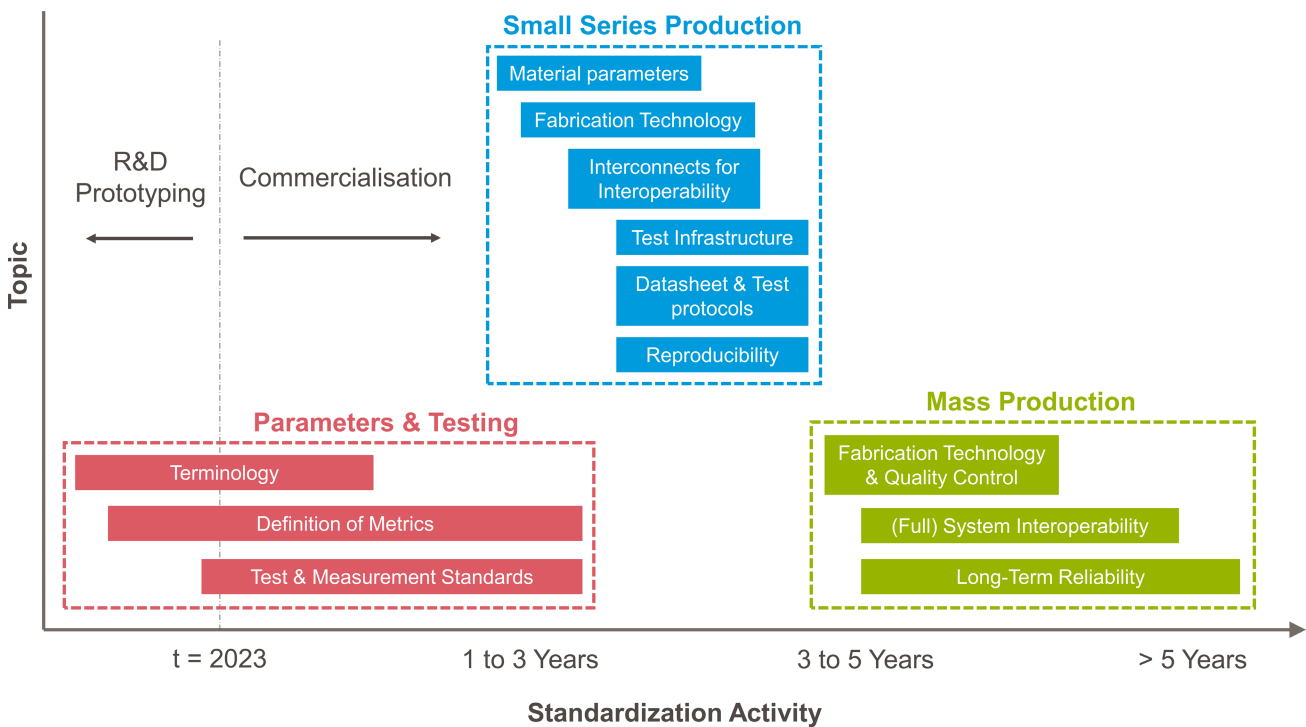 Small Series Production
Material parameters
Fabrication Technology
Interconnects for
Interoperability
Test Infrastructure
Datasheet & Test
protocols
Reproducibility
R&D
Prototyping
Commercialisation
Topic
Parameters & Testing
Terminology
Definition of Metrics
Test & Measurement Standards
Mass Production
Fabrication Technology
& Quality Control
(Full) System Interoperability
Long-Term Reliability
t = 2023
1 to 3 Years
3 to 5 Years
> 5 Years
Standardization Activity